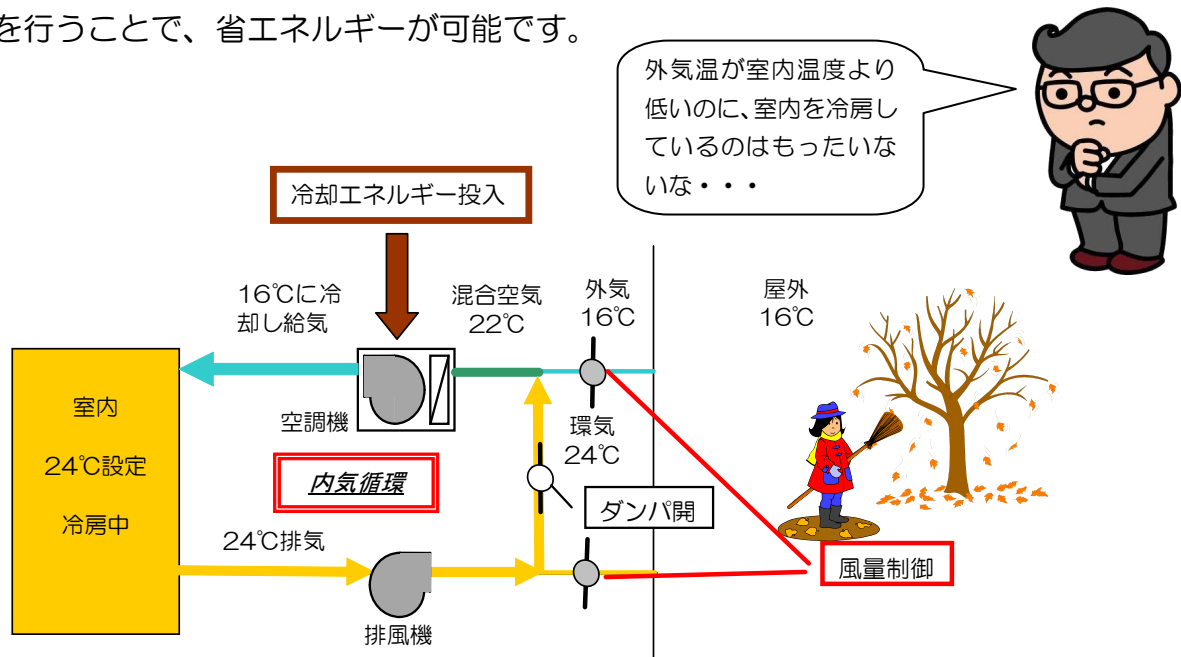 を行うことで、省エネルギーが可能です。
外気温が室内温度より
低いのに、室内を冷房し
ているのはもったいな
いな・・・
冷却エネルギー投入
16℃に冷
却し給気
混合空気
22℃
外気
16℃
屋外
16℃
室内
24℃設定
冷房中
空調機
環気
24℃
内気循環
ダンパ開
24℃排気
風量制御
排風機